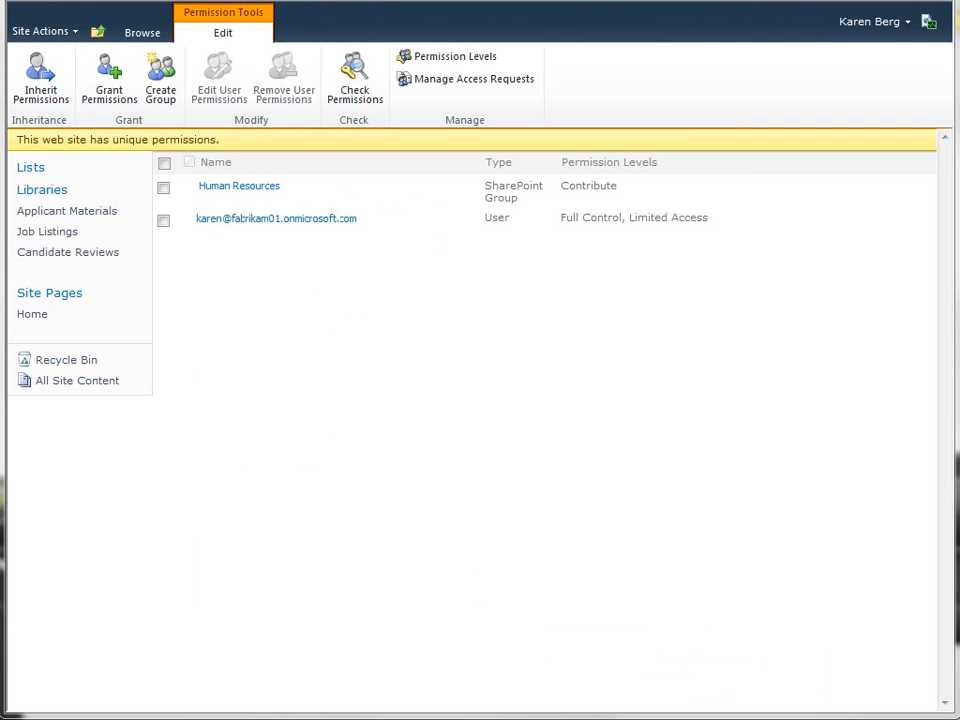 Permission Tools
Site Actions Browse Edit Karen Berg
Inherit Permissions Grant Permissions Create Group Edit User Permissions Remove User Permissions Check Permissions Permission Levels
Manage Access Requests
Inheritance Grant Modify Check Manage
This web site has unique permissions.
Lists
Libraries
Applicant Materials
Job Listings
Candidate Reviews
Site Pages
Home
Recycle Bin
All Site Content
Name Type Permission Levels
Human Resources SharePoint Group Contribute
karen@fabrikam01.onmicrosoft.com User Full Control, Limited Access